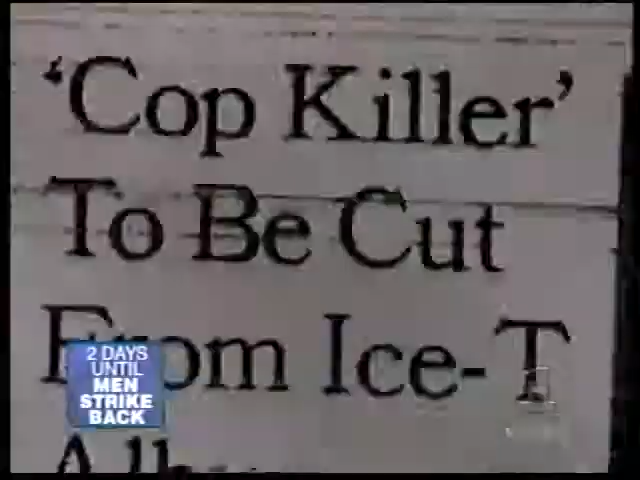 'Cop Killer'
To Be Cut
From Ice-T
2 DAYS
UNTIL
MEN
STRIKE
BACK